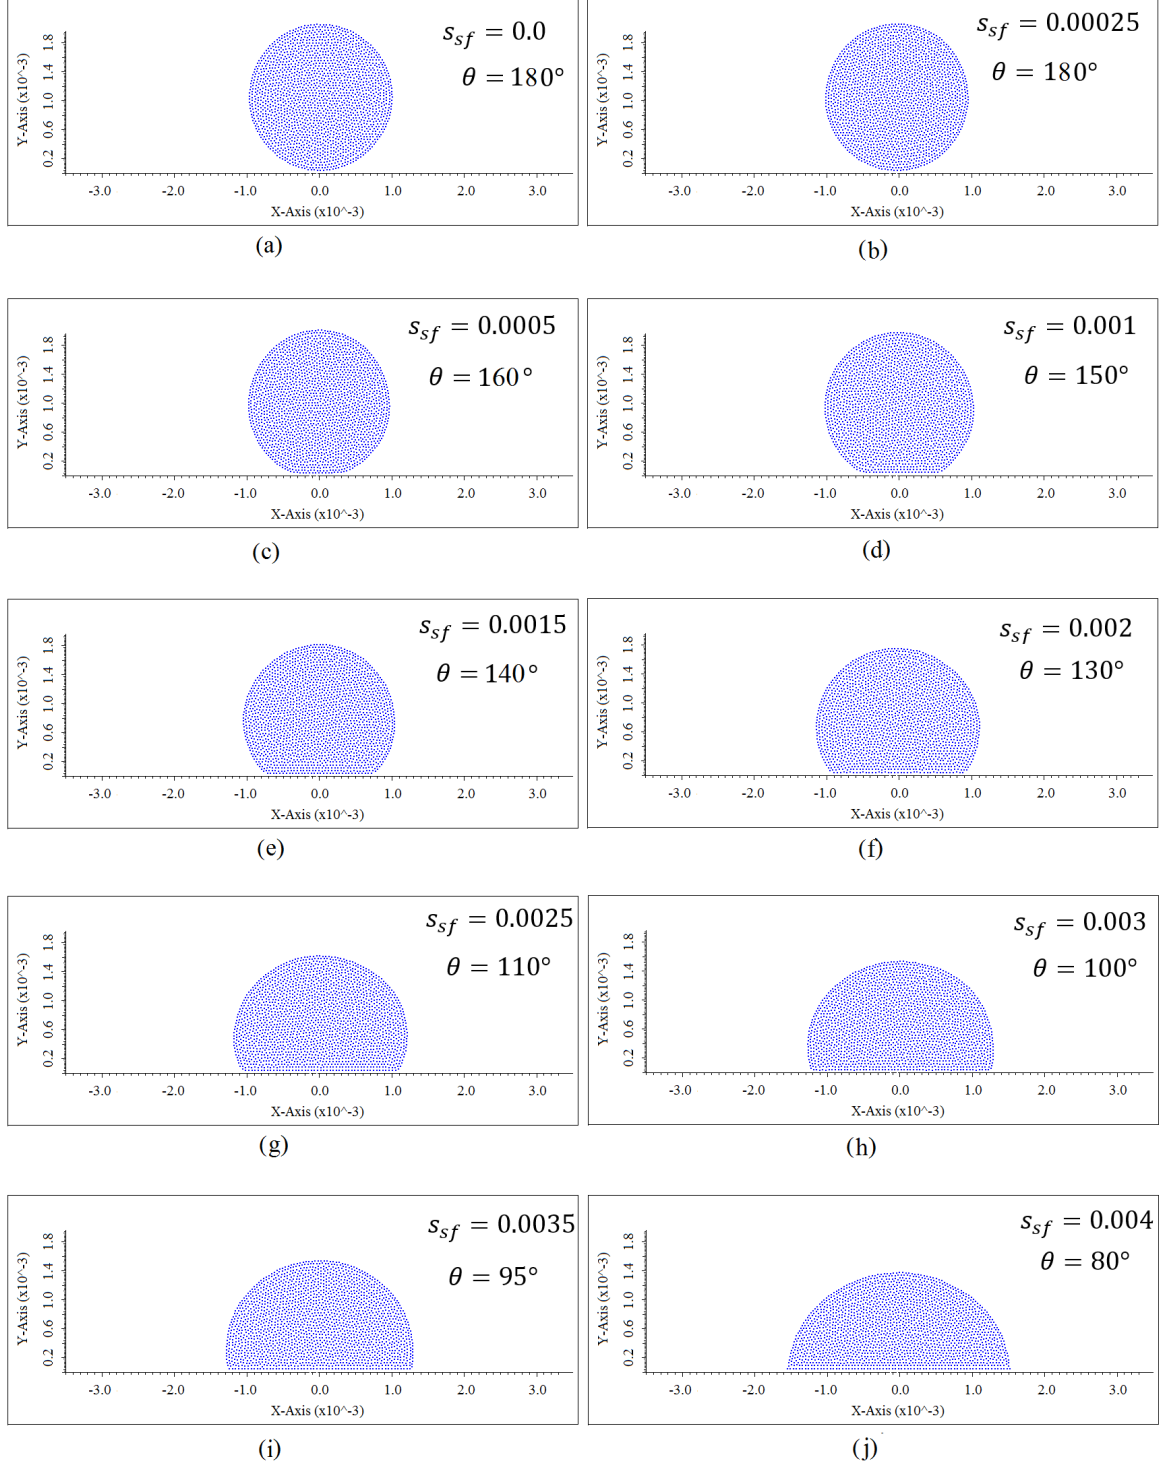 s_sf = 0.0
θ = 180°
Y-Axis (x10^-3)
1.8
1.4
1.0
0.6
0.2
-3.0 -2.0 -1.0 0.0 1.0 2.0 3.0
X-Axis (x10^-3)
(a)
s_sf = 0.00025
θ = 180°
Y-Axis (x10^-3)
1.8
1.4
1.0
0.6
0.2
-3.0 -2.0 -1.0 0.0 1.0 2.0 3.0
X-Axis (x10^-3)
(b)
s_sf = 0.0005
θ = 160°
Y-Axis (x10^-3)
1.8
1.4
1.0
0.6
0.2
-3.0 -2.0 -1.0 0.0 1.0 2.0 3.0
X-Axis (x10^-3)
(c)
s_sf = 0.001
θ = 150°
Y-Axis (x10^-3)
1.8
1.4
1.0
0.6
0.2
-3.0 -2.0 -1.0 0.0 1.0 2.0 3.0
X-Axis (x10^-3)
(d)
s_sf = 0.0015
θ = 140°
Y-Axis (x10^-3)
1.8
1.4
1.0
0.6
0.2
-3.0 -2.0 -1.0 0.0 1.0 2.0 3.0
X-Axis (x10^-3)
(e)
s_sf = 0.002
θ = 130°
Y-Axis (x10^-3)
1.8
1.4
1.0
0.6
0.2
-3.0 -2.0 -1.0 0.0 1.0 2.0 3.0
X-Axis (x10^-3)
(f)
s_sf = 0.0025
θ = 110°
Y-Axis (x10^-3)
1.8
1.4
1.0
0.6
0.2
-3.0 -2.0 -1.0 0.0 1.0 2.0 3.0
X-Axis (x10^-3)
(g)
s_sf = 0.003
θ = 100°
Y-Axis (x10^-3)
1.8
1.4
1.0
0.6
0.2
-3.0 -2.0 -1.0 0.0 1.0 2.0 3.0
X-Axis (x10^-3)
(h)
s_sf = 0.0035
θ = 95°
Y-Axis (x10^-3)
1.8
1.4
1.0
0.6
0.2
-3.0 -2.0 -1.0 0.0 1.0 2.0 3.0
X-Axis (x10^-3)
(i)
s_sf = 0.004
θ = 80°
Y-Axis (x10^-3)
1.8
1.4
1.0
0.6
0.2
-3.0 -2.0 -1.0 0.0 1.0 2.0 3.0
X-Axis (x10^-3)
(j)